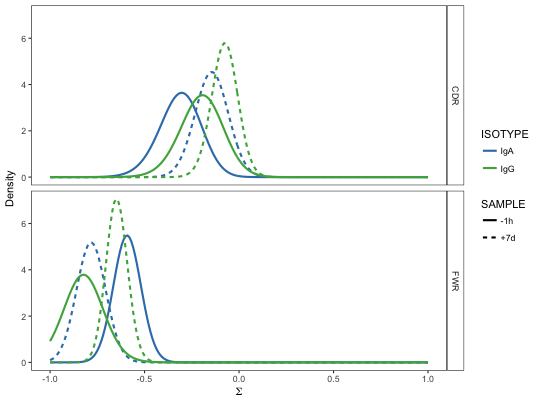 6
4
2
0
CDR
6
4
2
0
FWR
Density
-1.0 -0.5 0.0 0.5 1.0
Σ
ISOTYPE
IgA
IgG
SAMPLE
-1h
+7d